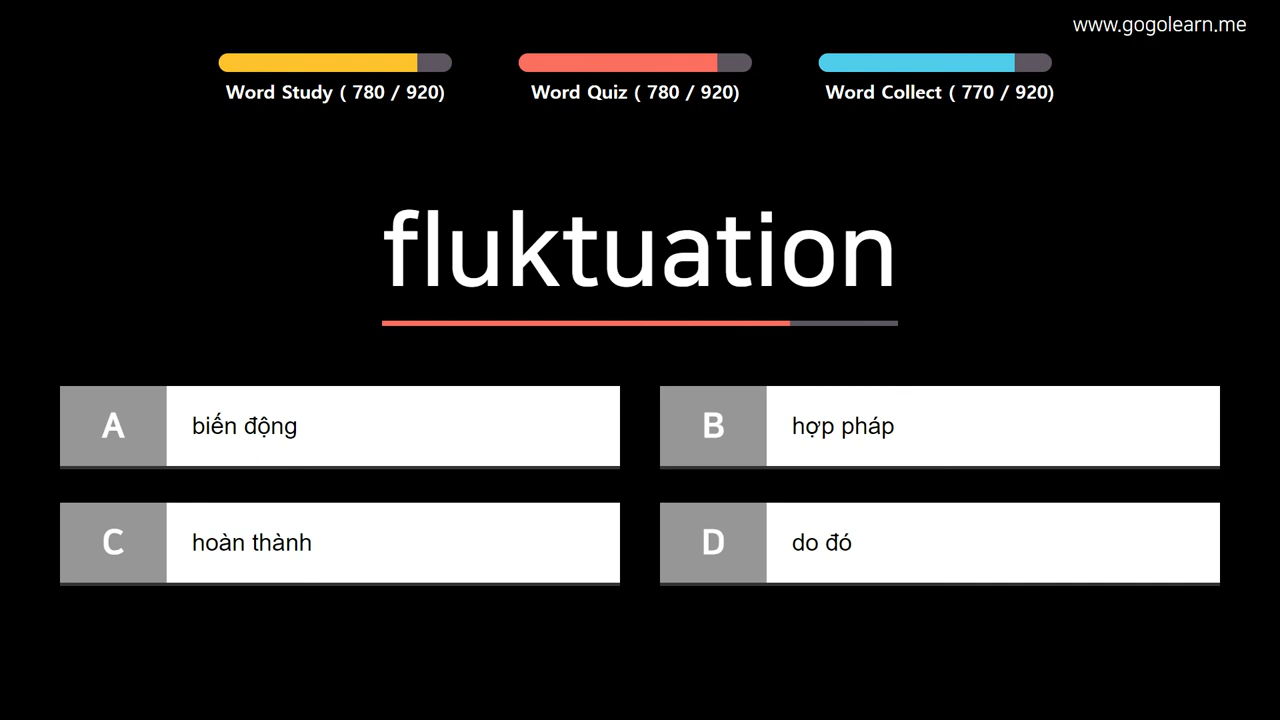 www.gogolearn.me
Word Study ( 780 / 920)
Word Quiz ( 780 / 920)
Word Collect ( 770 / 920)
fluktuation
A
biến động
B
hợp pháp
C
hoàn thành
D
do đó